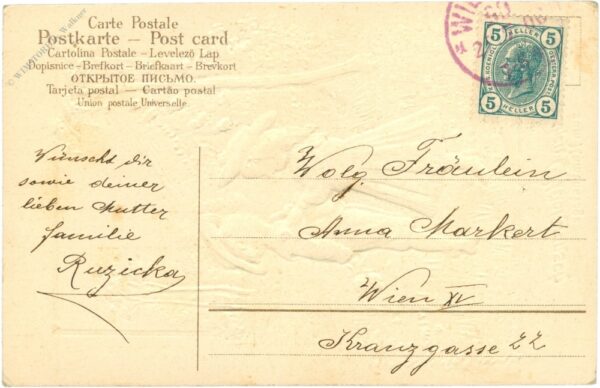 Carte Postale
Postkarte – Post card
Cartolina Postale – Levelező Lap
Dopisnice – Brefkort – Briefkaart – Brevkort
ОТКРЫТОЕ ПИСЬМО.
Tarjeta postal – Cartão postal
Union postale Universelle
5 HELLER 5
5 HELLER 5
Wünscht dir
sowie deiner
lieben Mutter
familie
Ruzicka
Wolg Fräulein
Anna Markert
Wien XV
Kranzgasse 22